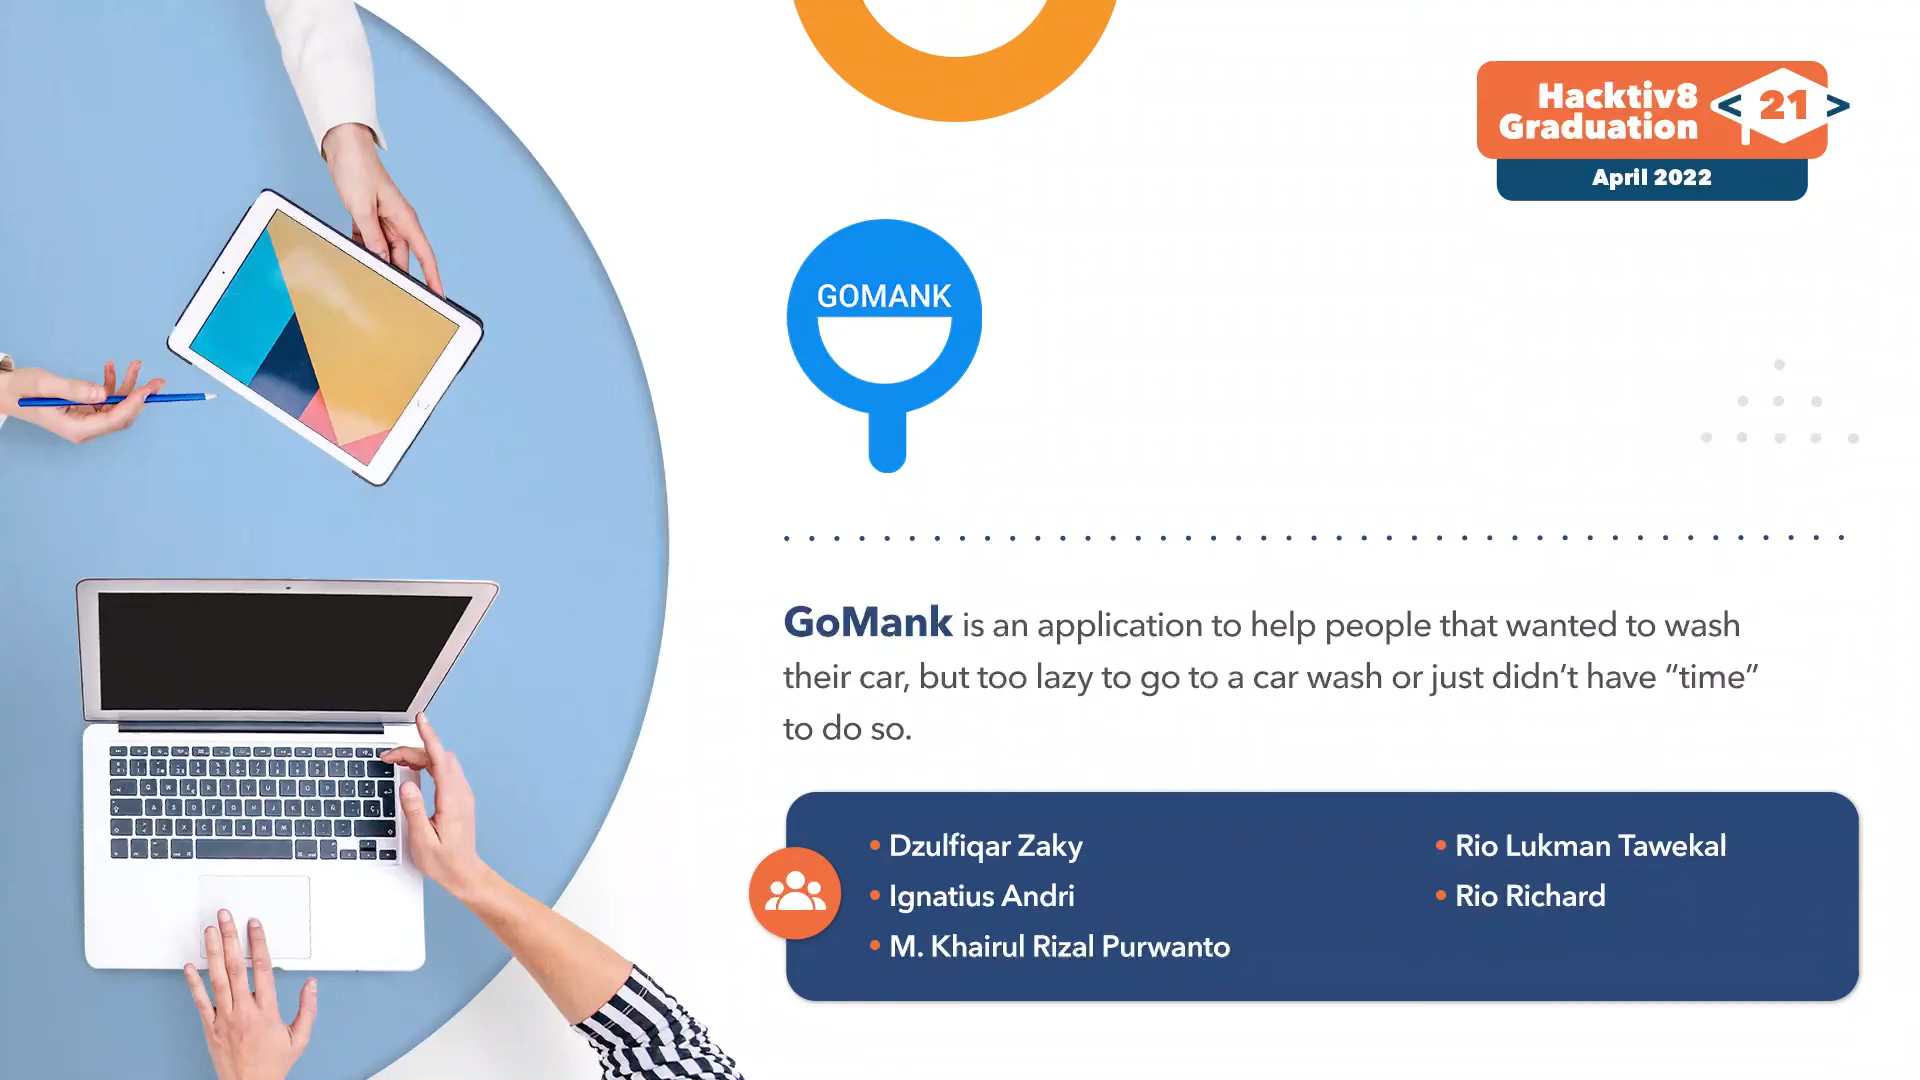 Hacktiv8
Graduation
< 21 >
April 2022
GOMANK
GoMank is an application to help people that wanted to wash
their car, but too lazy to go to a car wash or just didn’t have “time”
to do so.
• Dzulfiqar Zaky
• Ignatius Andri
• M. Khairul Rizal Purwanto
• Rio Lukman Tawekal
• Rio Richard